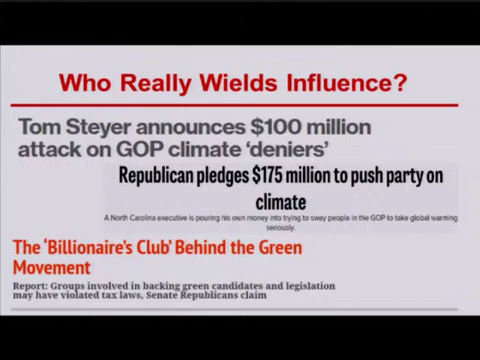 Who Really Wields Influence?
Tom Steyer announces $100 million
attack on GOP climate ‘deniers’
Republican pledges $175 million to push party on
climate
A North Carolina executive is pouring his own money into trying to sway people in the GOP to take global warming
seriously.
The ‘Billionaire's Club’ Behind the Green
Movement
Report: Groups involved in backing green candidates and legislation
may have violated tax laws, Senate Republicans claim